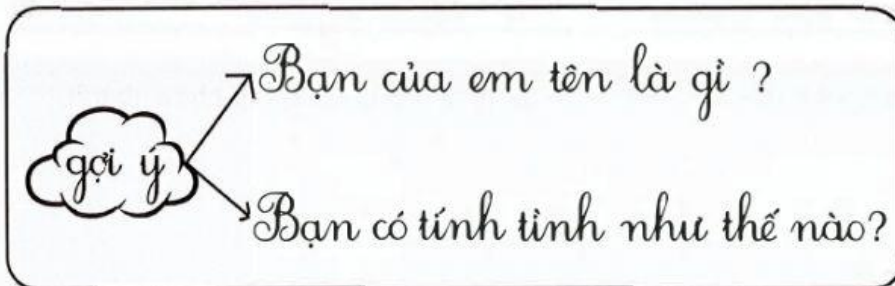 Bạn của em tên là gì ?
gợi ý
Bạn có tính tình như thế nào?